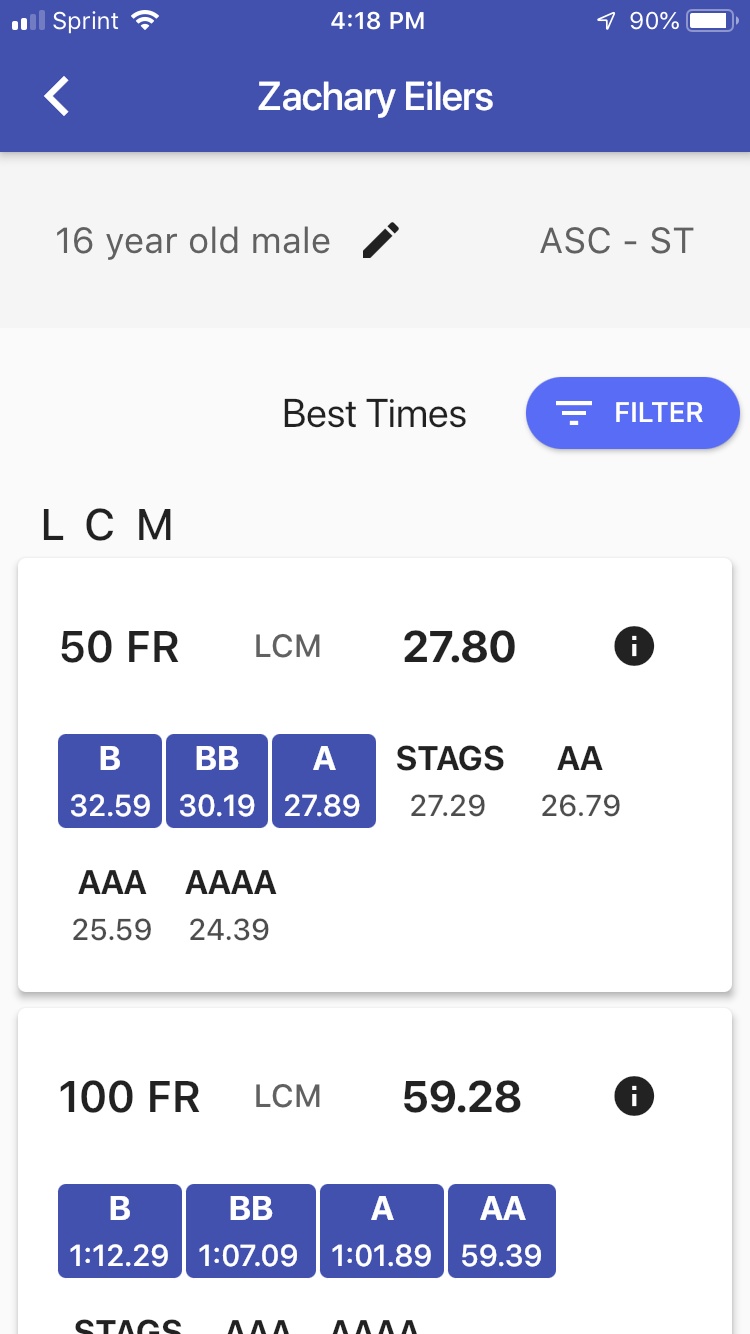 Sprint 4:18 PM 90%
Zachary Eilers
16 year old male ASC - ST
Best Times FILTER
L C M
50 FR LCM 27.80
B BB A STAGS AA
32.59 30.19 27.89 27.29 26.79
AAA AAAA
25.59 24.39
100 FR LCM 59.28
B BB A AA
1:12.29 1:07.09 1:01.89 59.39
STAGS AAA AAAA